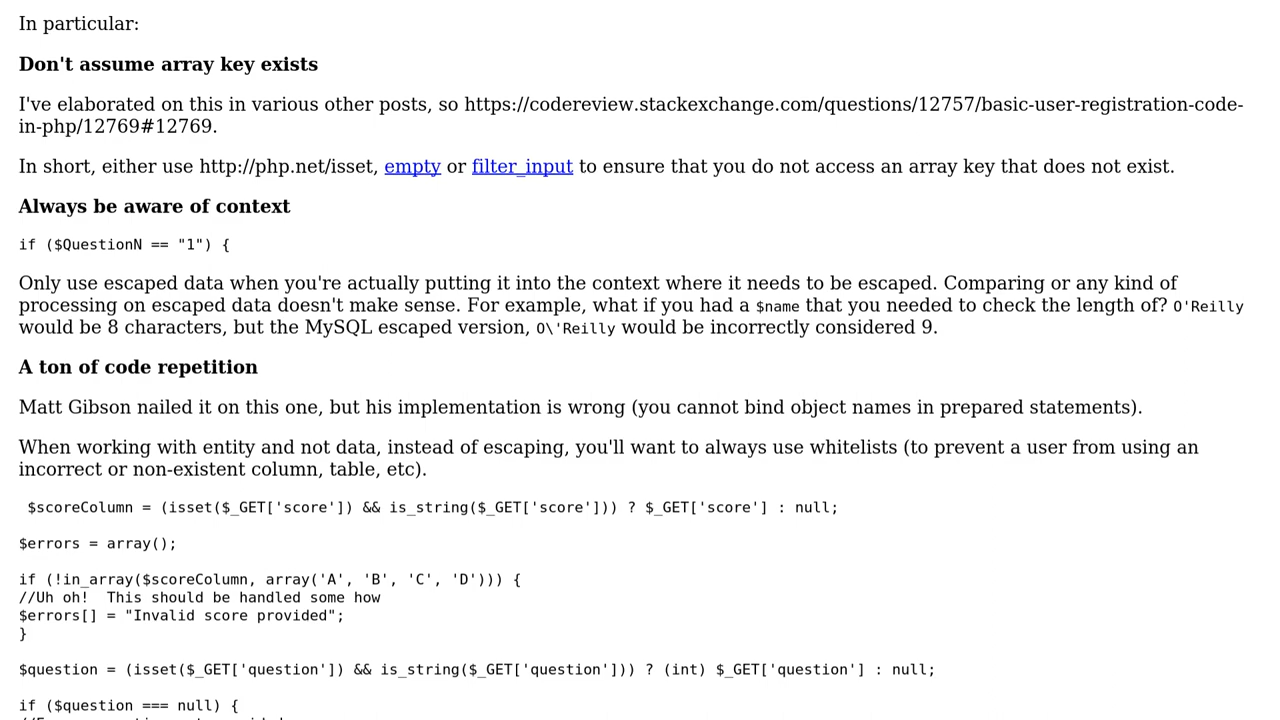 In particular:
Don't assume array key exists
I've elaborated on this in various other posts, so https://codereview.stackexchange.com/questions/12757/basic-user-registration-code-
in-php/12769#12769.
In short, either use http://php.net/isset, empty or filter_input to ensure that you do not access an array key that does not exist.
Always be aware of context
if ($QuestionN == "1") {
Only use escaped data when you're actually putting it into the context where it needs to be escaped. Comparing or any kind of
processing on escaped data doesn't make sense. For example, what if you had a $name that you needed to check the length of? O'Reilly
would be 8 characters, but the MySQL escaped version, O\'Reilly would be incorrectly considered 9.
A ton of code repetition
Matt Gibson nailed it on this one, but his implementation is wrong (you cannot bind object names in prepared statements).
When working with entity and not data, instead of escaping, you'll want to always use whitelists (to prevent a user from using an
incorrect or non-existent column, table, etc).
$scoreColumn = (isset($_GET['score']) && is_string($_GET['score'])) ? $_GET['score'] : null;
$errors = array();
if (!in_array($scoreColumn, array('A', 'B', 'C', 'D'))) {
//Uh oh!  This should be handled some how
$errors[] = "Invalid score provided";
}
$question = (isset($_GET['question']) && is_string($_GET['question'])) ? (int) $_GET['question'] : null;
if ($question === null) {